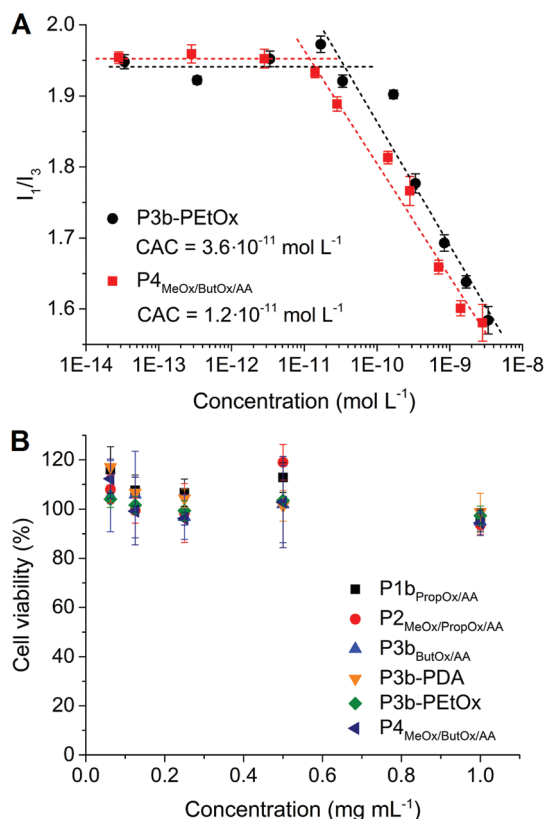 A
2.0
1.9
1.8
1.7
1.6
I₁/I₃
P3b-PEtOx
CAC = 3.6·10⁻¹¹ mol L⁻¹
P4MeOx/ButOx/AA
CAC = 1.2·10⁻¹¹ mol L⁻¹
1E-14 1E-13 1E-12 1E-11 1E-10 1E-9 1E-8
Concentration (mol L⁻¹)
B
140
120
100
80
60
40
20
0
Cell viability (%)
P1bPropOx/AA
P2MeOx/PropOx/AA
P3bButOx/AA
P3b-PDA
P3b-PEtOx
P4MeOx/ButOx/AA
0.0 0.2 0.4 0.6 0.8 1.0
Concentration (mg mL⁻¹)